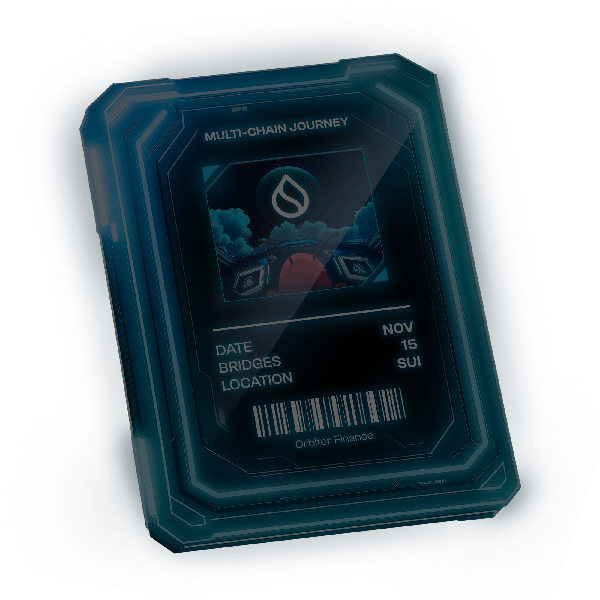 MULTI-CHAIN JOURNEY
DATE NOV
BRIDGES 15
LOCATION SUI
Orbiter Finance